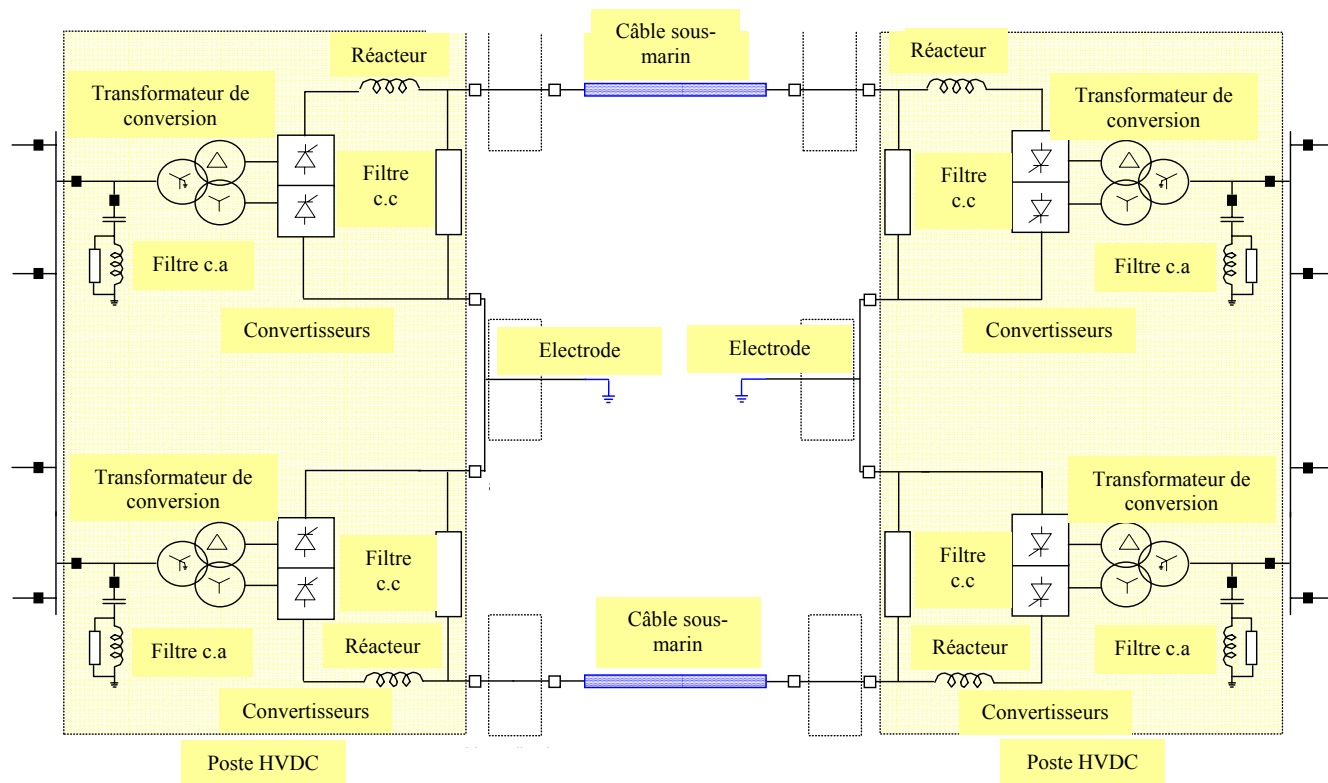 Câble sous-
marin
Réacteur
Réacteur
Transformateur de
conversion
Transformateur de
conversion
Filtre
c.c
Filtre
c.c
Filtre c.a
Filtre c.a
Convertisseurs
Convertisseurs
Electrode
Electrode
Transformateur de
conversion
Transformateur de
conversion
Filtre
c.c
Filtre
c.c
Câble sous-
marin
Filtre c.a
Réacteur
Réacteur
Filtre c.a
Convertisseurs
Convertisseurs
Poste HVDC
Poste HVDC